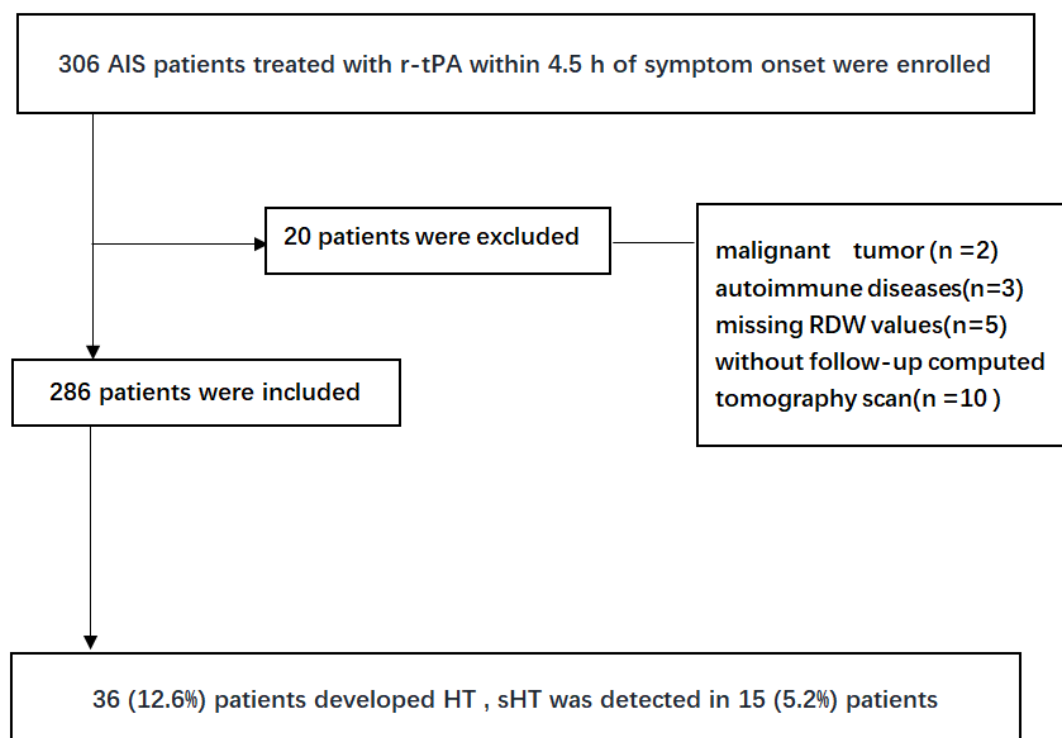 306 AIS patients treated with r-tPA within 4.5 h of symptom onset were enrolled
20 patients were excluded
malignant tumor (n =2)
autoimmune diseases(n=3)
missing RDW values(n=5)
without follow-up computed
tomography scan(n =10 )
286 patients were included
36 (12.6%) patients developed HT , sHT was detected in 15 (5.2%) patients